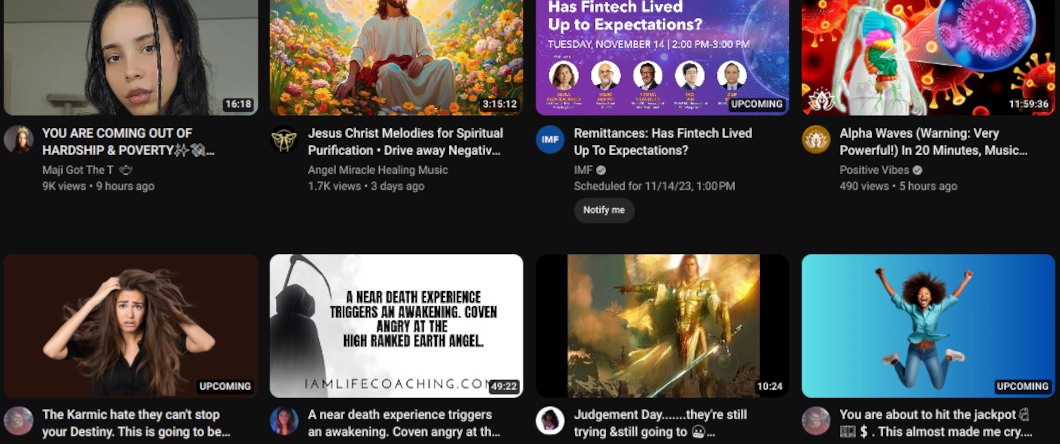 Has Fintech Lived
Up to Expectations?
TUESDAY, NOVEMBER 14 | 2:00 PM-3:00 PM
16:18
3:15:12
UPCOMING
11:59:36
YOU ARE COMING OUT OF
HARDSHIP & POVERTY✨...
Maji Got The T
9K views • 9 hours ago
Jesus Christ Melodies for Spiritual
Purification • Drive away Negativ...
Angel Miracle Healing Music
1.7K views • 3 days ago
IMF
Remittances: Has Fintech Lived
Up To Expectations?
IMF
Scheduled for 11/14/23, 1:00 PM
Notify me
Alpha Waves (Warning: Very
Powerful!) In 20 Minutes, Music...
Positive Vibes
490 views • 5 hours ago
UPCOMING
A NEAR DEATH EXPERIENCE
TRIGGERS AN AWAKENING. COVEN
ANGRY AT THE
HIGH RANKED EARTH ANGEL.
IAMLIFECOACHING.COM
49:22
10:24
UPCOMING
The Karmic hate they can't stop
your Destiny. This is going to be...
A near death experience triggers
an awakening. Coven angry at th...
Judgement Day.......they're still
trying &still going to 😬...
You are about to hit the jackpot
$ . This almost made me cry....